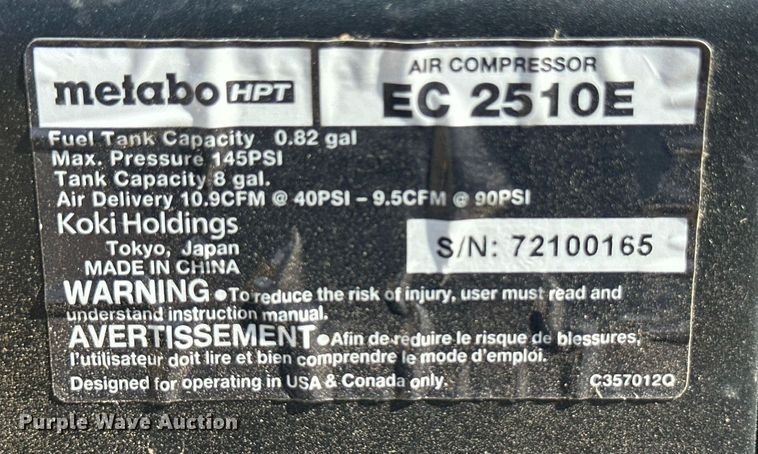 metabo HPT
AIR COMPRESSOR
EC 2510E
Fuel Tank Capacity 0.82 gal
Max. Pressure 145PSI
Tank Capacity 8 gal.
Air Delivery 10.9CFM @ 40PSI – 9.5CFM @ 90PSI
Koki Holdings
Tokyo, Japan
MADE IN CHINA
S/N: 72100165
WARNING ●To reduce the risk of injury, user must read and
understand instruction manual.
AVERTISSEMENT ●Afin de réduire le risque de blessures,
l'utilisateur doit lire et bien comprendre le mode d'emploi.
Designed for operating in USA & Canada only.
C357012Q
Purple Wave Auction